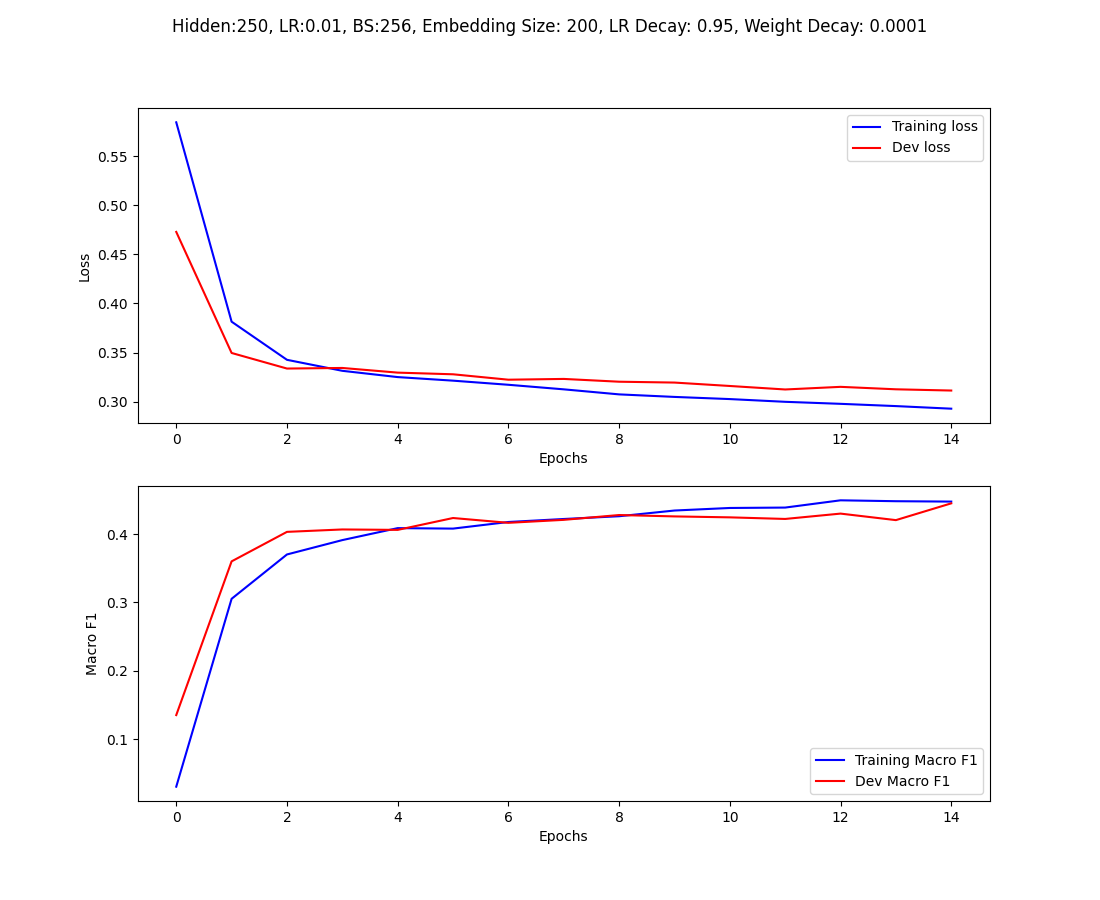 Hidden:250, LR:0.01, BS:256, Embedding Size: 200, LR Decay: 0.95, Weight Decay: 0.0001
Training loss
Dev loss
0.55
0.50
0.45
0.40
0.35
0.30
Loss
0 2 4 6 8 10 12 14
Epochs
0.4
0.3
0.2
0.1
Macro F1
Training Macro F1
Dev Macro F1
0 2 4 6 8 10 12 14
Epochs